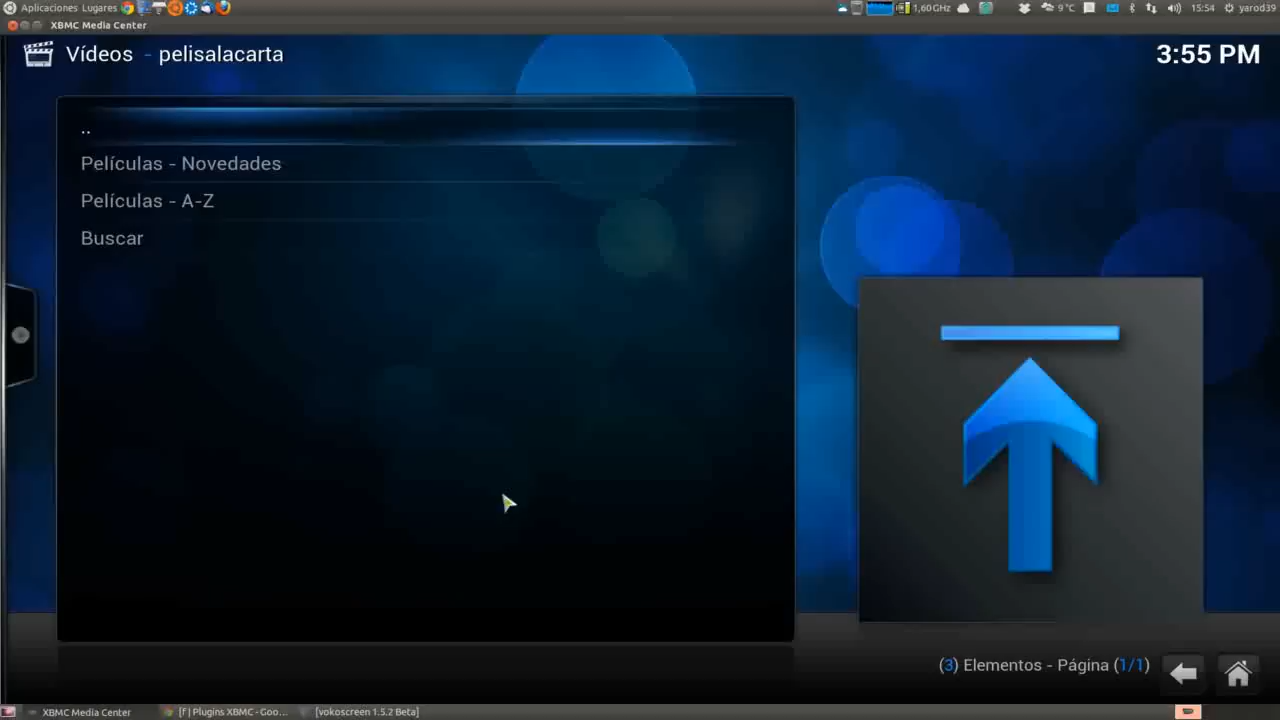 Aplicaciones Lugares 1,60GHz 9°C 15:54 yarod39
XBMC Media Center
Vídeos - pelisalacarta
3:55 PM
..
Películas - Novedades
Películas - A-Z
Buscar
(3) Elementos - Página (1/1)
XBMC Media Center [f] Plugins XBMC - Goo... [vokoscreen 1.5.2 Beta]